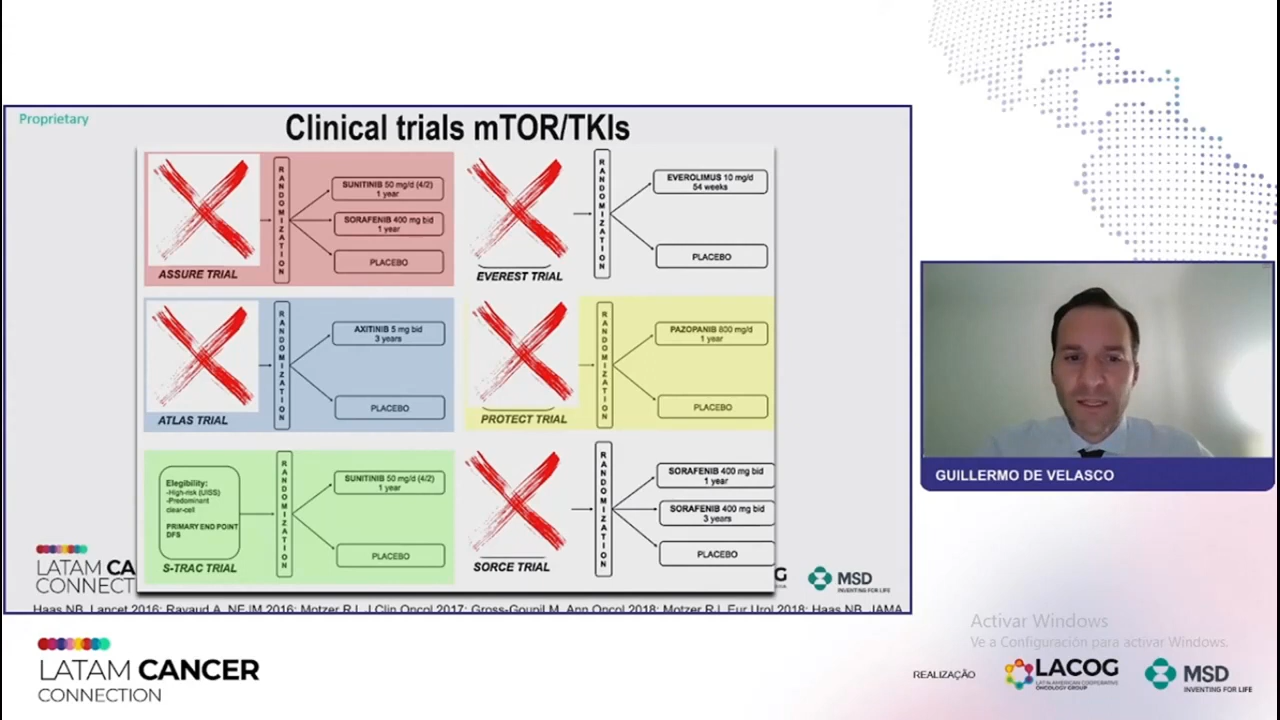 Proprietary
Clinical trials mTOR/TKIs
RANDOMIZATION
SUNITINIB 50 mg/d (4/2)
1 year
SORAFENIB 400 mg bid
1 year
PLACEBO
ASSURE TRIAL
RANDOMIZATION
EVEROLIMUS 10 mg/d
54 weeks
PLACEBO
EVEREST TRIAL
RANDOMIZATION
AXITINIB 5 mg bid
3 years
PLACEBO
ATLAS TRIAL
RANDOMIZATION
PAZOPANIB 800 mg/d
1 year
PLACEBO
PROTECT TRIAL
Elegibility:
-High-risk (UISS)
-Predominant
clear-cell
PRIMARY END POINT
DFS
RANDOMIZATION
SUNITINIB 50 mg/d (4/2)
1 year
PLACEBO
S-TRAC TRIAL
RANDOMIZATION
SORAFENIB 400 mg bid
1 year
SORAFENIB 400 mg bid
3 years
PLACEBO
SORCE TRIAL
LATAM CA
CONNECT
G
MSD
INVENTING FOR LIFE
Haas NB, Lancet 2016; Ravaud A, NEJM 2016; Motzer RJ, J Clin Oncol 2017; Gross-Goupil M, Ann Oncol 2018; Motzer RJ, Eur Urol 2018; Haas NB, JAMA
GUILLERMO DE VELASCO
Activar Windows
Ve a Configuración para activar Windows.
LATAM CANCER
CONNECTION
REALIZAÇÃO
LACOG
LATIN AMERICAN COOPERATIVE
ONCOLOGY GROUP
MSD
INVENTING FOR LIFE